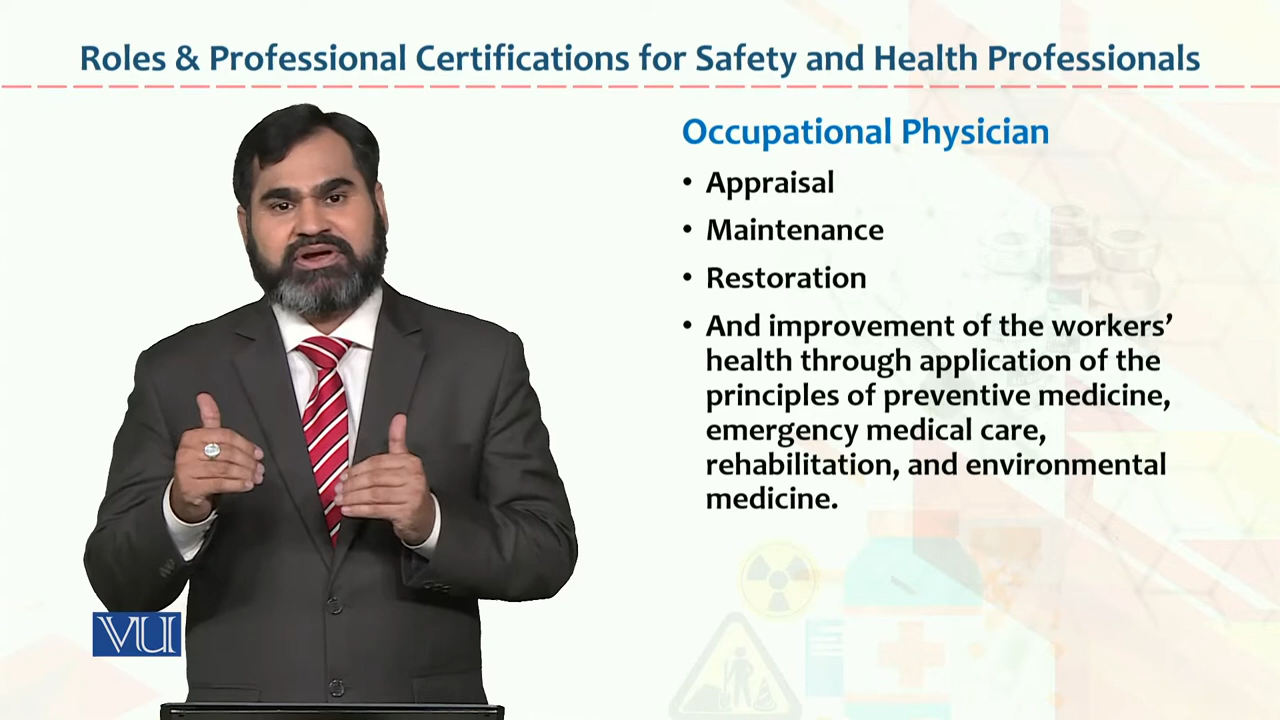 Roles & Professional Certifications for Safety and Health Professionals
Occupational Physician
• Appraisal
• Maintenance
• Restoration
• And improvement of the workers’
health through application of the
principles of preventive medicine,
emergency medical care,
rehabilitation, and environmental
medicine.
VU